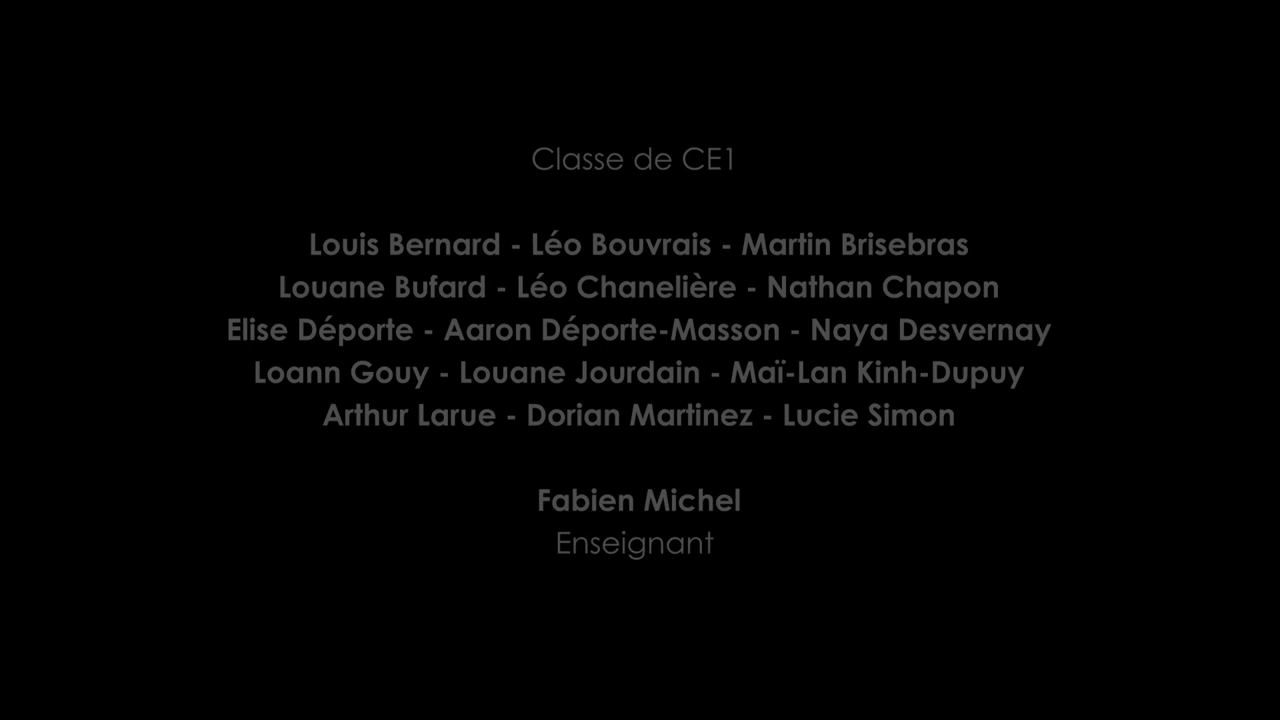 Classe de CE1
Louis Bernard - Léo Bouvrais - Martin Brisebras
Louane Bufard - Léo Chanelière - Nathan Chapon
Elise Déporte - Aaron Déporte-Masson - Naya Desvernay
Loann Gouy - Louane Jourdain - Maï-Lan Kinh-Dupuy
Arthur Larue - Dorian Martinez - Lucie Simon
Fabien Michel
Enseignant